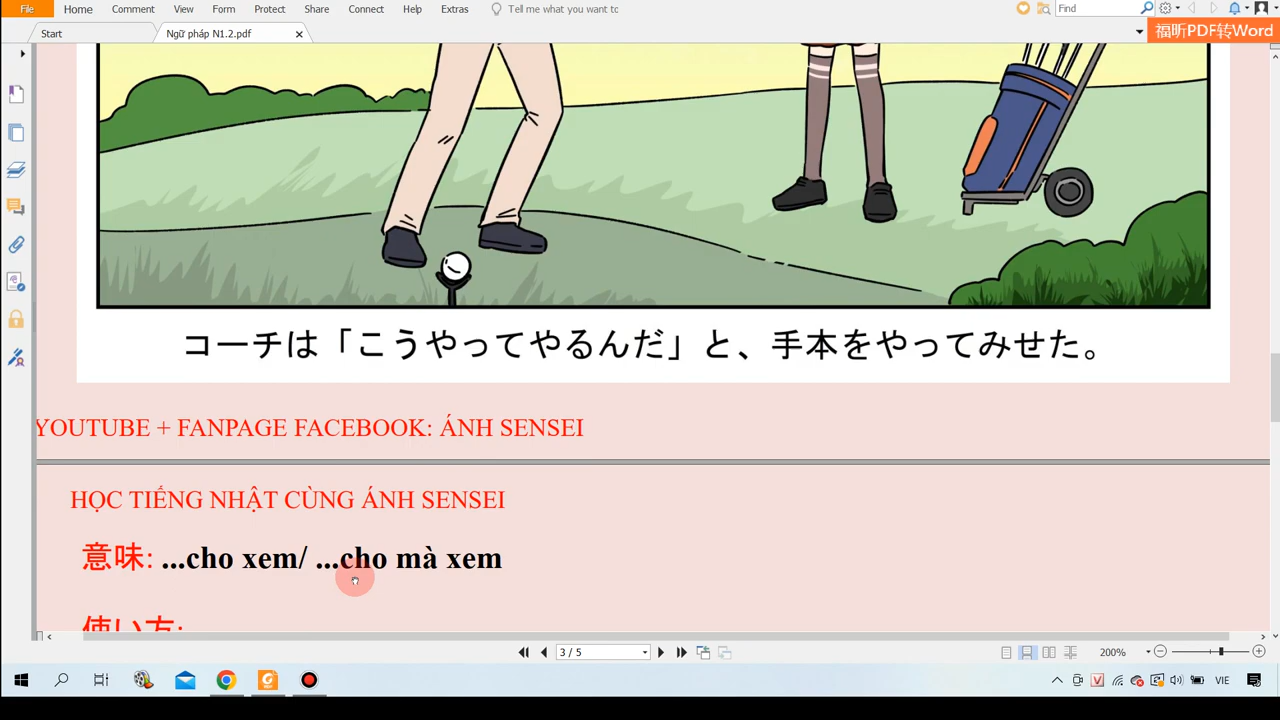 File Home Comment View Form Protect Share Connect Help Extras Tell me what you want tc Find
Start Ngữ pháp N1.2.pdf 福昕PDF转Word
コーチは「こうやってやるんだ」と、手本をやってみせた。
YOUTUBE + FANPAGE FACEBOOK: ÁNH SENSEI
HỌC TIẾNG NHẬT CÙNG ÁNH SENSEI
意味: ...cho xem/ ...cho mà xem
使い方:
3 / 5 200%
VIE